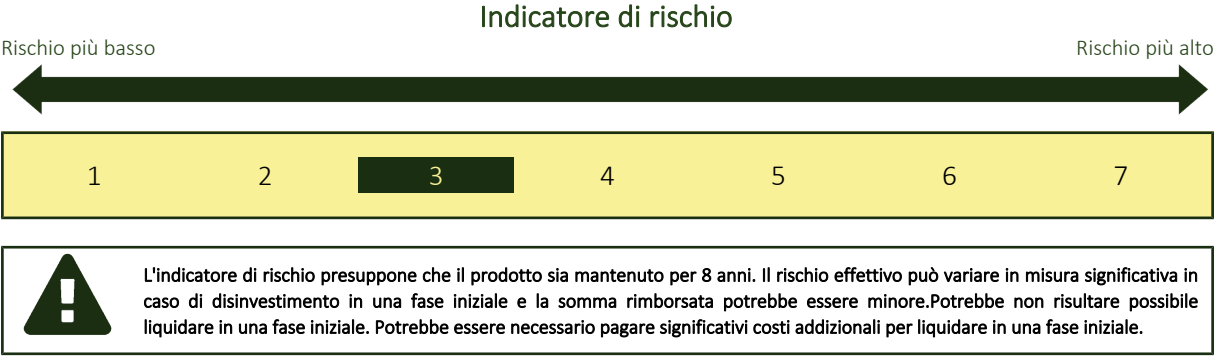 Indicatore di rischio
Rischio più basso Rischio più alto
1 2 3 4 5 6 7
L'indicatore di rischio presuppone che il prodotto sia mantenuto per 8 anni. Il rischio effettivo può variare in misura significativa in
caso di disinvestimento in una fase iniziale e la somma rimborsata potrebbe essere minore.Potrebbe non risultare possibile
liquidare in una fase iniziale. Potrebbe essere necessario pagare significativi costi addizionali per liquidare in una fase iniziale.